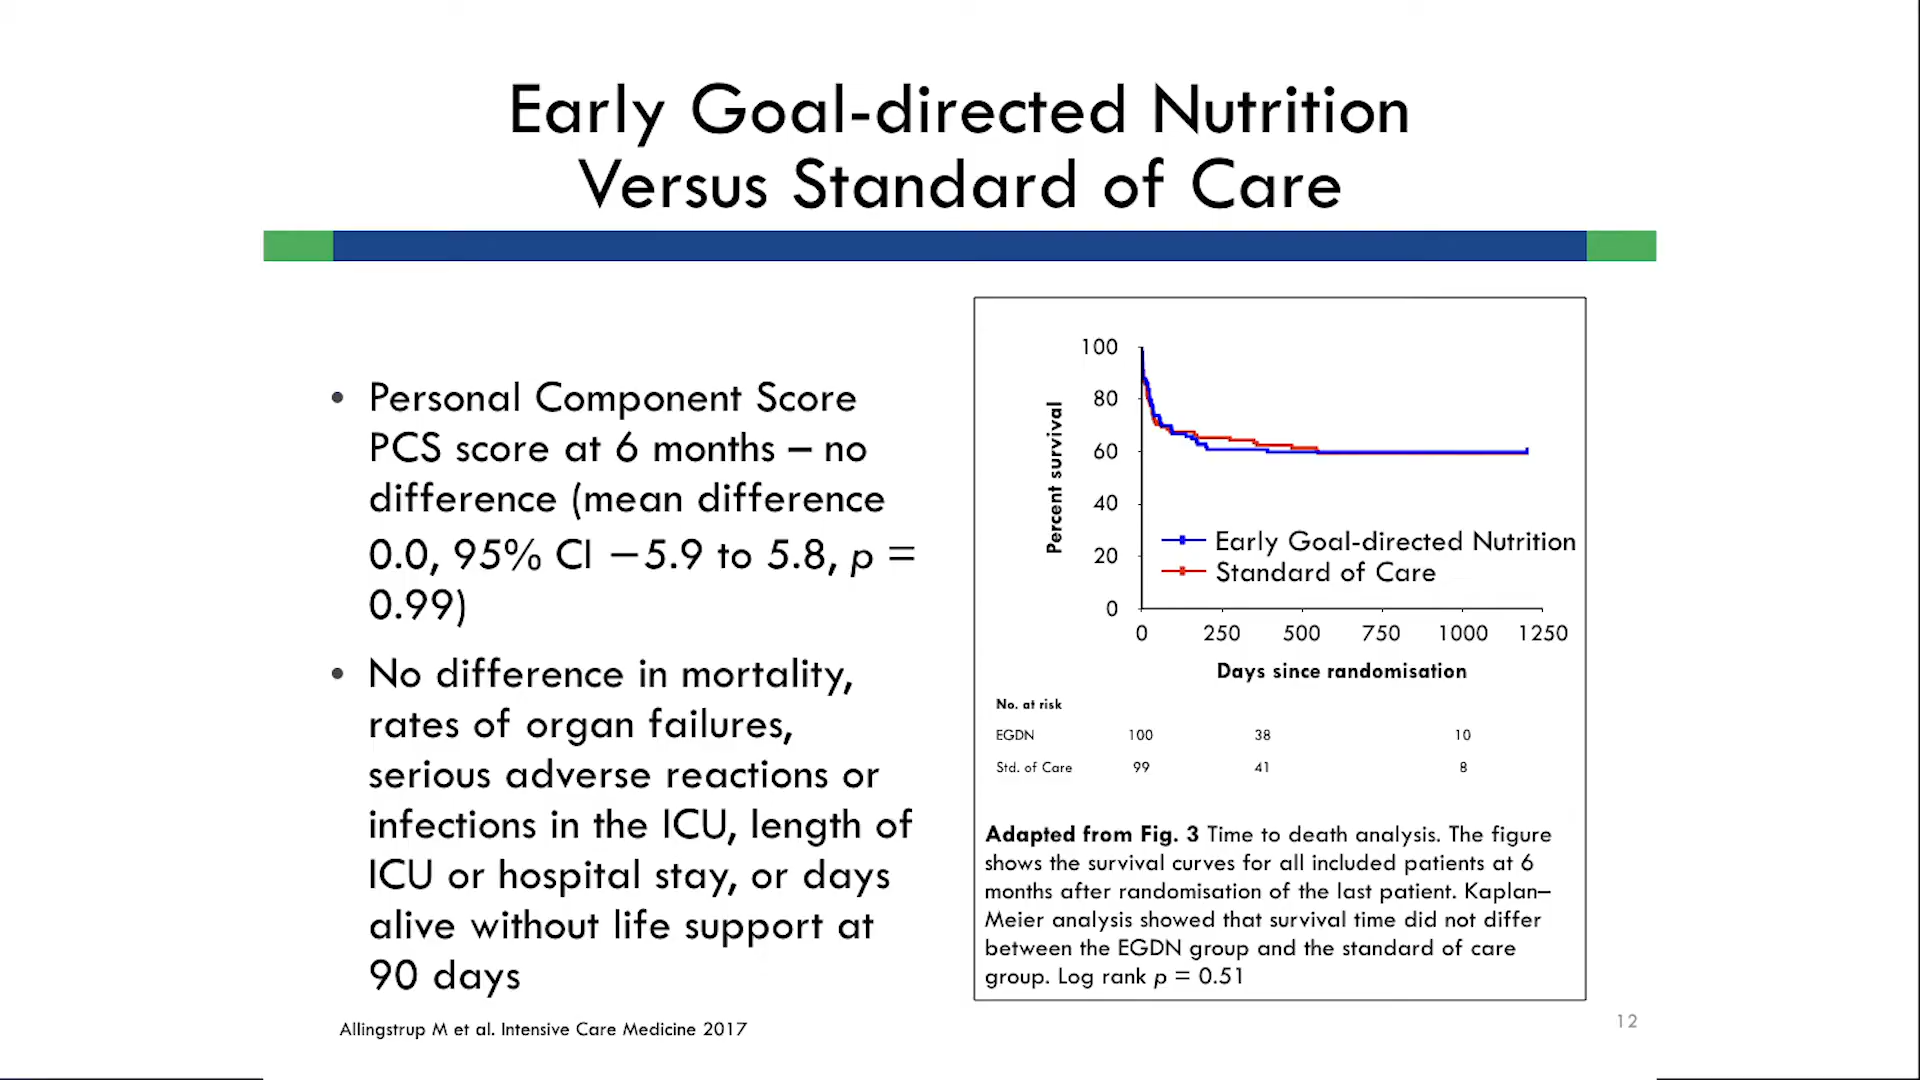 Early Goal-directed Nutrition
Versus Standard of Care
• Personal Component Score
PCS score at 6 months – no
difference (mean difference
0.0, 95% CI −5.9 to 5.8, p =
0.99)
• No difference in mortality,
rates of organ failures,
serious adverse reactions or
infections in the ICU, length of
ICU or hospital stay, or days
alive without life support at
90 days
Allingstrup M et al. Intensive Care Medicine 2017
Percent survival
100
80
60
40
20
0
Early Goal-directed Nutrition
Standard of Care
0 250 500 750 1000 1250
Days since randomisation
No. at risk
EGDN 100 38 10
Std. of Care 99 41 8
Adapted from Fig. 3 Time to death analysis. The figure
shows the survival curves for all included patients at 6
months after randomisation of the last patient. Kaplan–
Meier analysis showed that survival time did not differ
between the EGDN group and the standard of care
group. Log rank p = 0.51
12